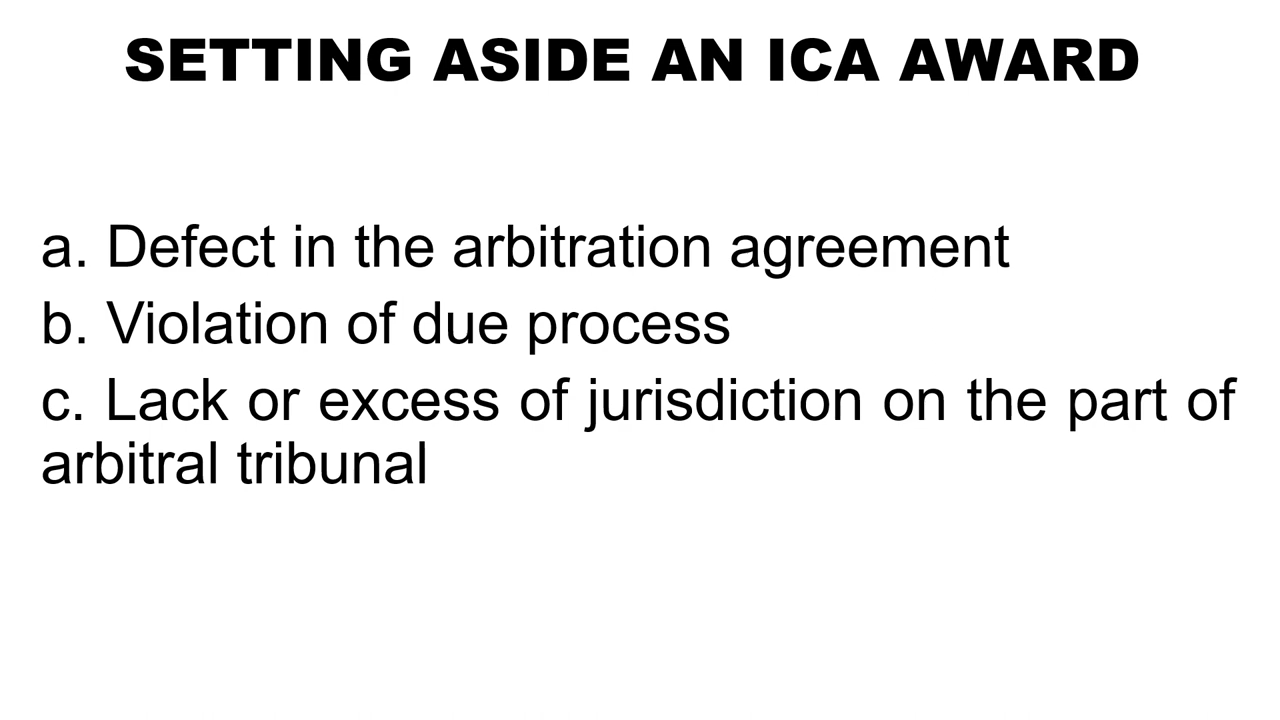 SETTING ASIDE AN ICA AWARD
a. Defect in the arbitration agreement
b. Violation of due process
c. Lack or excess of jurisdiction on the part of
arbitral tribunal